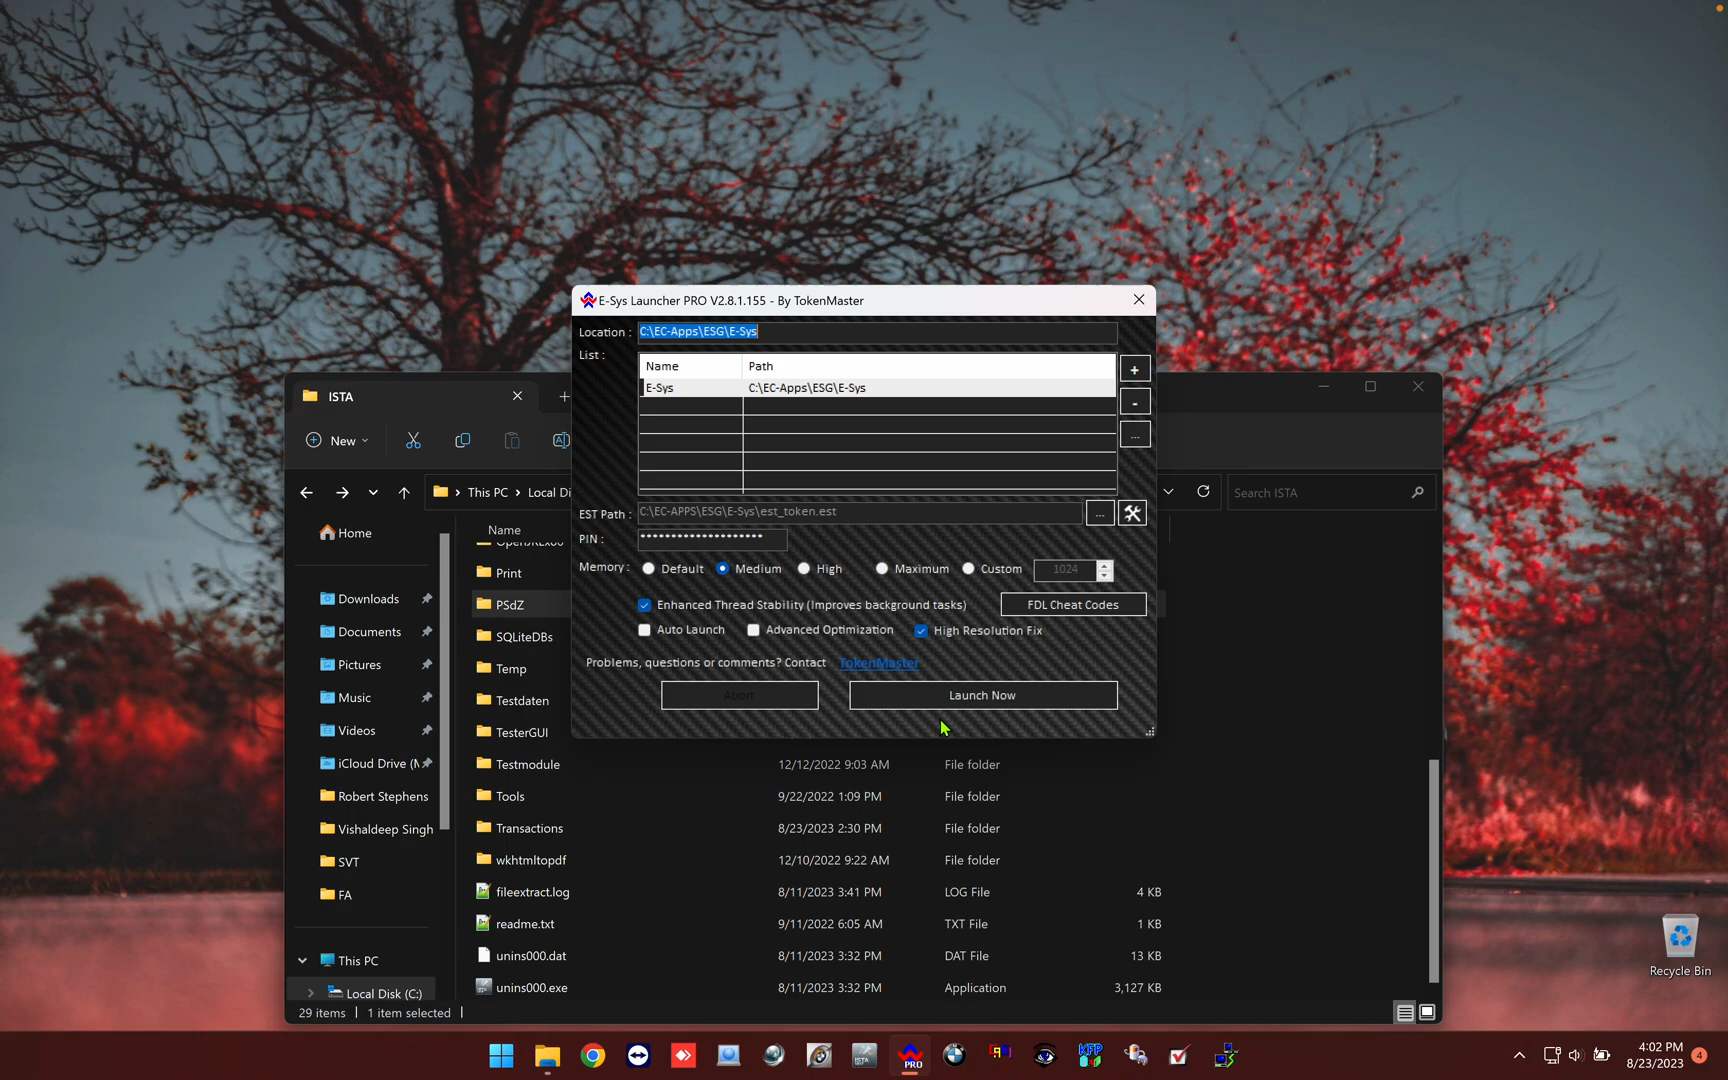 E-Sys Launcher PRO V2.8.1.155 - By TokenMaster
Location : C:\EC-Apps\ESG\E-Sys
List :
Name Path
E-Sys C:\EC-Apps\ESG\E-Sys
+
-
...
EST Path : C:\EC-APPS\ESG\E-Sys\est_token.est ...
PIN : ********************
Memory : Default Medium High Maximum Custom 1024
Enhanced Thread Stability (Improves background tasks) FDL Cheat Codes
Auto Launch Advanced Optimization High Resolution Fix
Problems, questions or comments? Contact TokenMaster
Abort Launch Now
ISTA
New
This PC Local Di
Search ISTA
Home
Downloads
Documents
Pictures
Music
Videos
iCloud Drive (M
Robert Stephens
Vishaldeep Singh
SVT
FA
This PC
Local Disk (C:)
Name
Print
PSdZ
SQLiteDBs
Temp
Testdaten
TesterGUI
Testmodule 12/12/2022 9:03 AM File folder
Tools 9/22/2022 1:09 PM File folder
Transactions 8/23/2023 2:30 PM File folder
wkhtmltopdf 12/10/2022 9:22 AM File folder
fileextract.log 8/11/2023 3:41 PM LOG File 4 KB
readme.txt 9/11/2022 6:05 AM TXT File 1 KB
unins000.dat 8/11/2023 3:32 PM DAT File 13 KB
unins000.exe 8/11/2023 3:32 PM Application 3,127 KB
29 items 1 item selected
Recycle Bin
ISTA
PRO
KFP
4:02 PM
8/23/2023
4